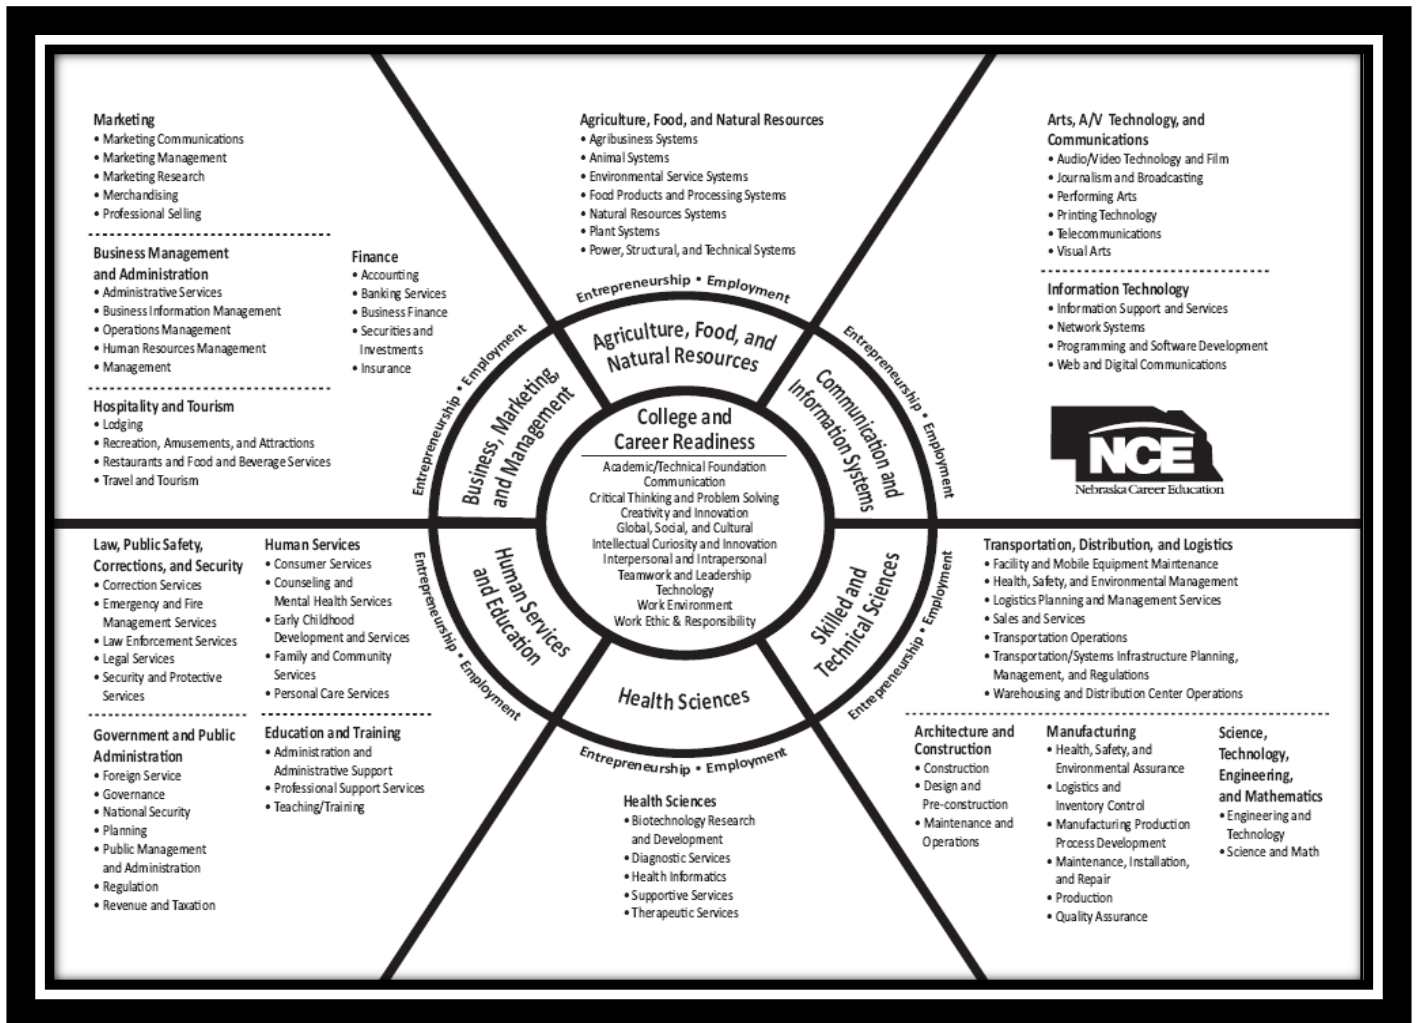 Marketing
• Marketing Communications
• Marketing Management
• Marketing Research
• Merchandising
• Professional Selling
Business Management
and Administration
• Administrative Services
• Business Information Management
• Operations Management
• Human Resources Management
• Management
Hospitality and Tourism
• Lodging
• Recreation, Amusements, and Attractions
• Restaurants and Food and Beverage Services
• Travel and Tourism
Finance
• Accounting
• Banking Services
• Business Finance
• Securities and
Investments
• Insurance
Agriculture, Food, and Natural Resources
• Agribusiness Systems
• Animal Systems
• Environmental Service Systems
• Food Products and Processing Systems
• Natural Resources Systems
• Plant Systems
• Power, Structural, and Technical Systems
Arts, A/V Technology, and
Communications
• Audio/Video Technology and Film
• Journalism and Broadcasting
• Performing Arts
• Printing Technology
• Telecommunications
• Visual Arts
Information Technology
• Information Support and Services
• Network Systems
• Programming and Software Development
• Web and Digital Communications
NCE
Nebraska Career Education
Entrepreneurship • Employment
Entrepreneurship • Employment
Entrepreneurship • Employment
Business, Marketing,
and Management
Agriculture, Food, and
Natural Resources
Communication and
Information Systems
College and
Career Readiness
Academic/Technical Foundation
Communication
Critical Thinking and Problem Solving
Creativity and Innovation
Global, Social, and Cultural
Intellectual Curiosity and Innovation
Interpersonal and Intrapersonal
Teamwork and Leadership
Technology
Work Environment
Work Ethic & Responsibility
Human Services
and Education
Health Sciences
Skilled and
Technical Sciences
Entrepreneurship • Employment
Entrepreneurship • Employment
Entrepreneurship • Employment
Law, Public Safety,
Corrections, and Security
• Correction Services
• Emergency and Fire
Management Services
• Law Enforcement Services
• Legal Services
• Security and Protective
Services
Government and Public
Administration
• Foreign Service
• Governance
• National Security
• Planning
• Public Management
and Administration
• Regulation
• Revenue and Taxation
Human Services
• Consumer Services
• Counseling and
Mental Health Services
• Early Childhood
Development and Services
• Family and Community
Services
• Personal Care Services
Education and Training
• Administration and
Administrative Support
• Professional Support Services
• Teaching/Training
Health Sciences
• Biotechnology Research
and Development
• Diagnostic Services
• Health Informatics
• Supportive Services
• Therapeutic Services
Transportation, Distribution, and Logistics
• Facility and Mobile Equipment Maintenance
• Health, Safety, and Environmental Management
• Logistics Planning and Management Services
• Sales and Services
• Transportation Operations
• Transportation/Systems Infrastructure Planning,
Management, and Regulations
• Warehousing and Distribution Center Operations
Architecture and
Construction
• Construction
• Design and
Pre-construction
• Maintenance and
Operations
Manufacturing
• Health, Safety, and
Environmental Assurance
• Logistics and
Inventory Control
• Manufacturing Production
Process Development
• Maintenance, Installation,
and Repair
• Production
• Quality Assurance
Science,
Technology,
Engineering,
and Mathematics
• Engineering and
Technology
• Science and Math